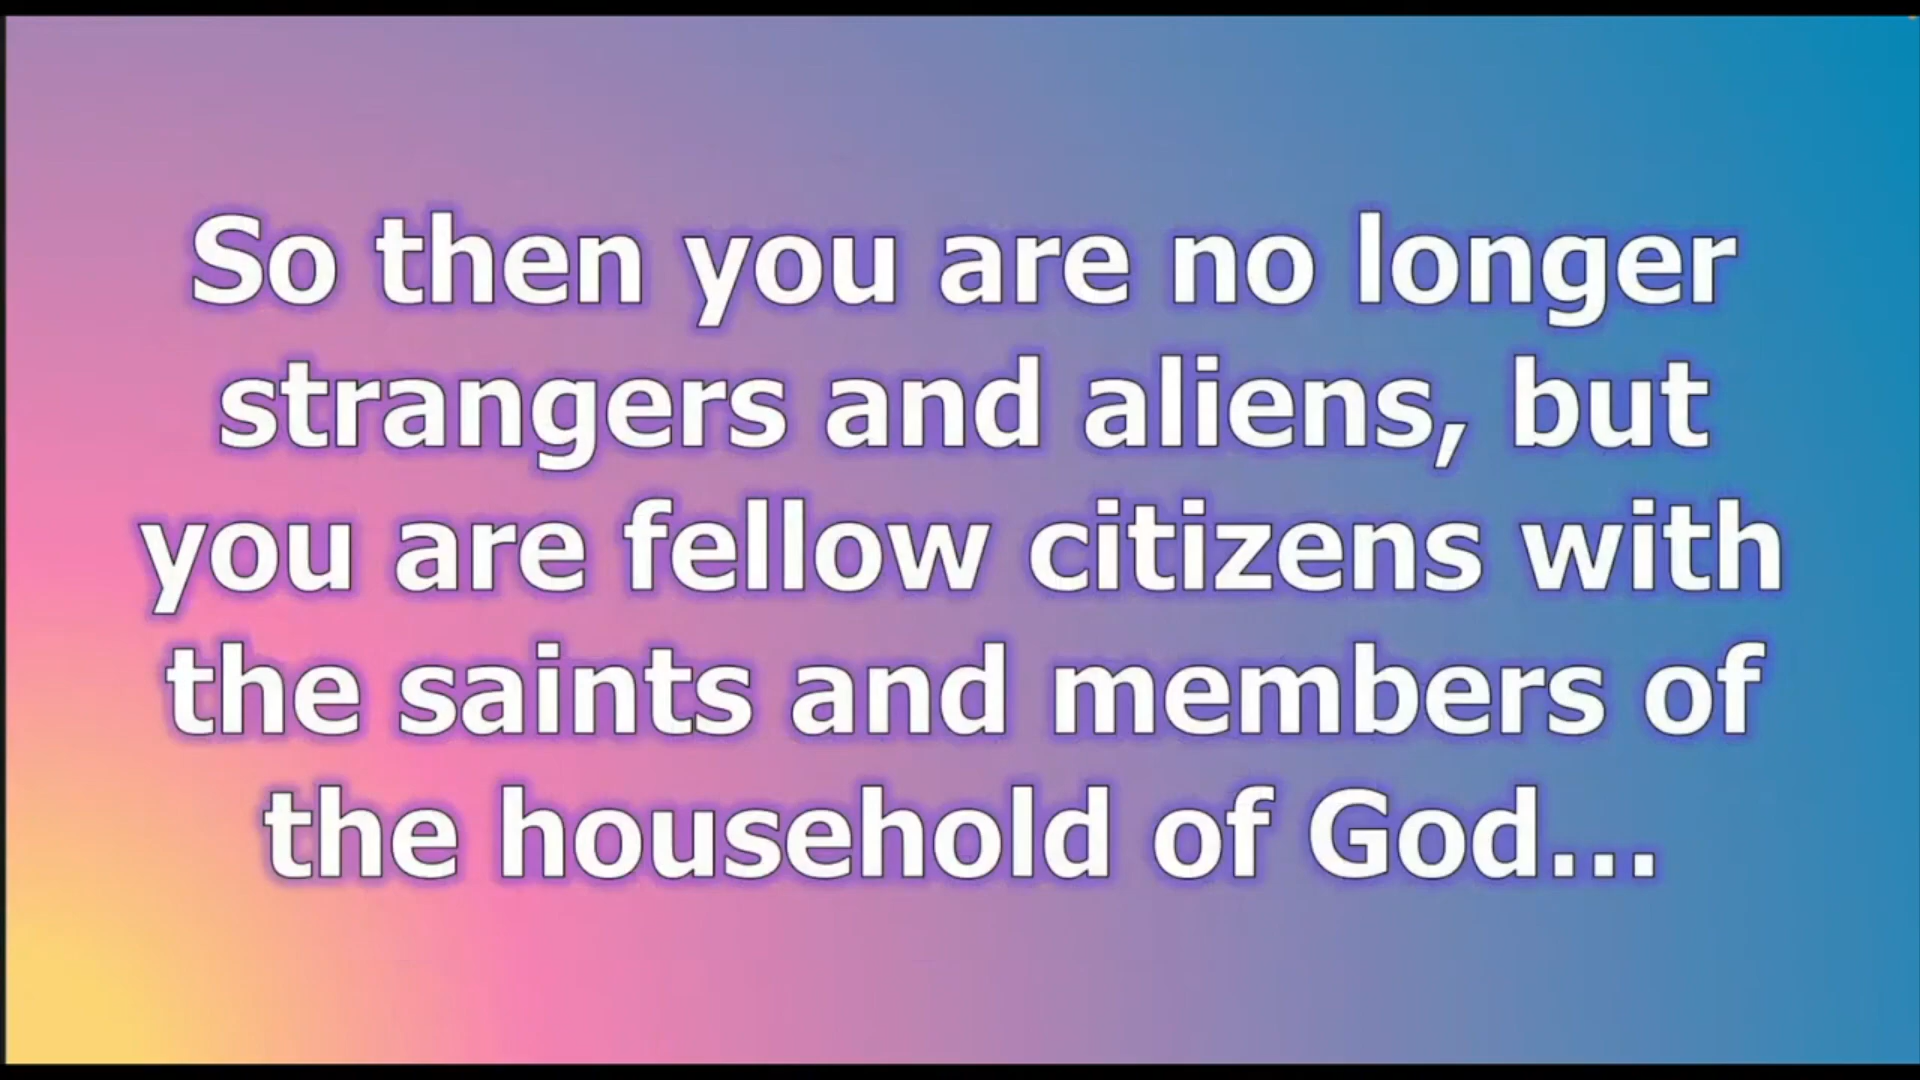 So then you are no longer
strangers and aliens, but
you are fellow citizens with
the saints and members of
the household of God...